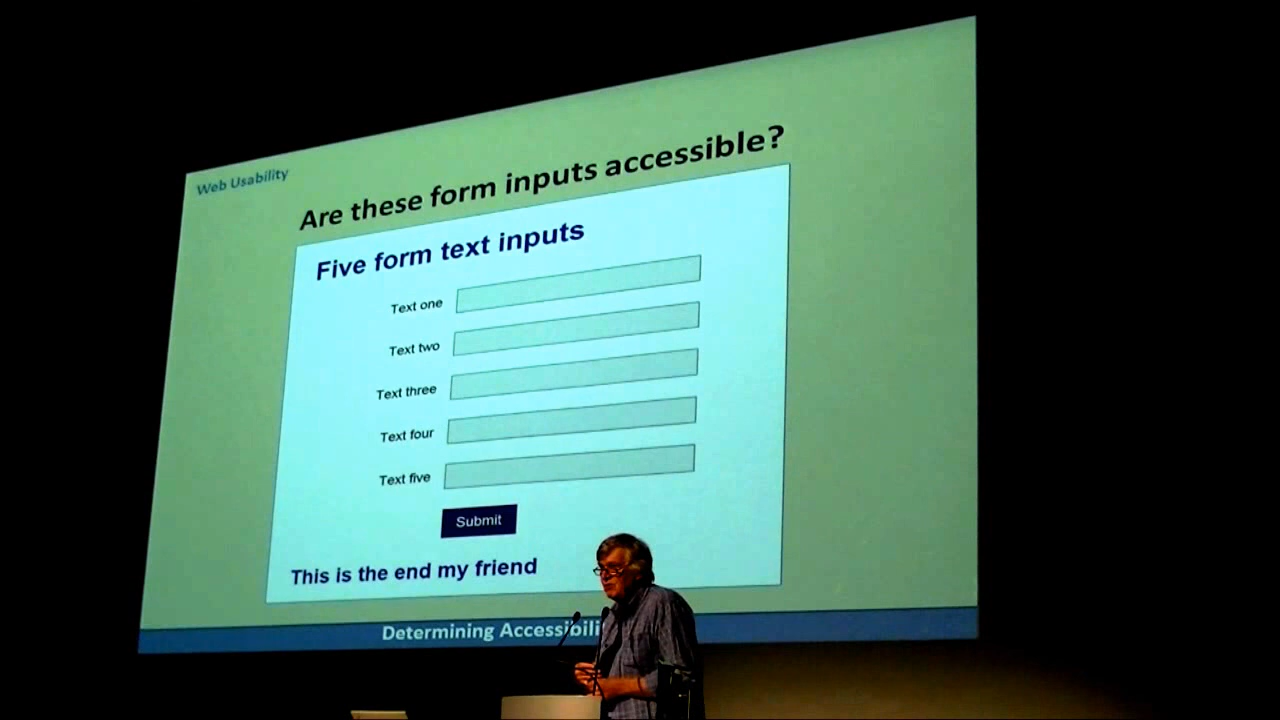 Web Usability
Are these form inputs accessible?
Five form text inputs
Text one
Text two
Text three
Text four
Text five
Submit
This is the end my friend
Determining